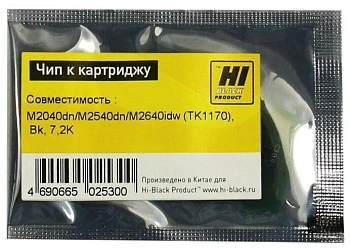 Чип к картриджу
HI
BLACK
PRODUCT
Совместимость :
M2040dn/M2540dn/M2640idw (TK1170),
Bk, 7,2K
Произведено в Китае для
Hi-Black Product™ www.hi-black.ru
4 690665 025300